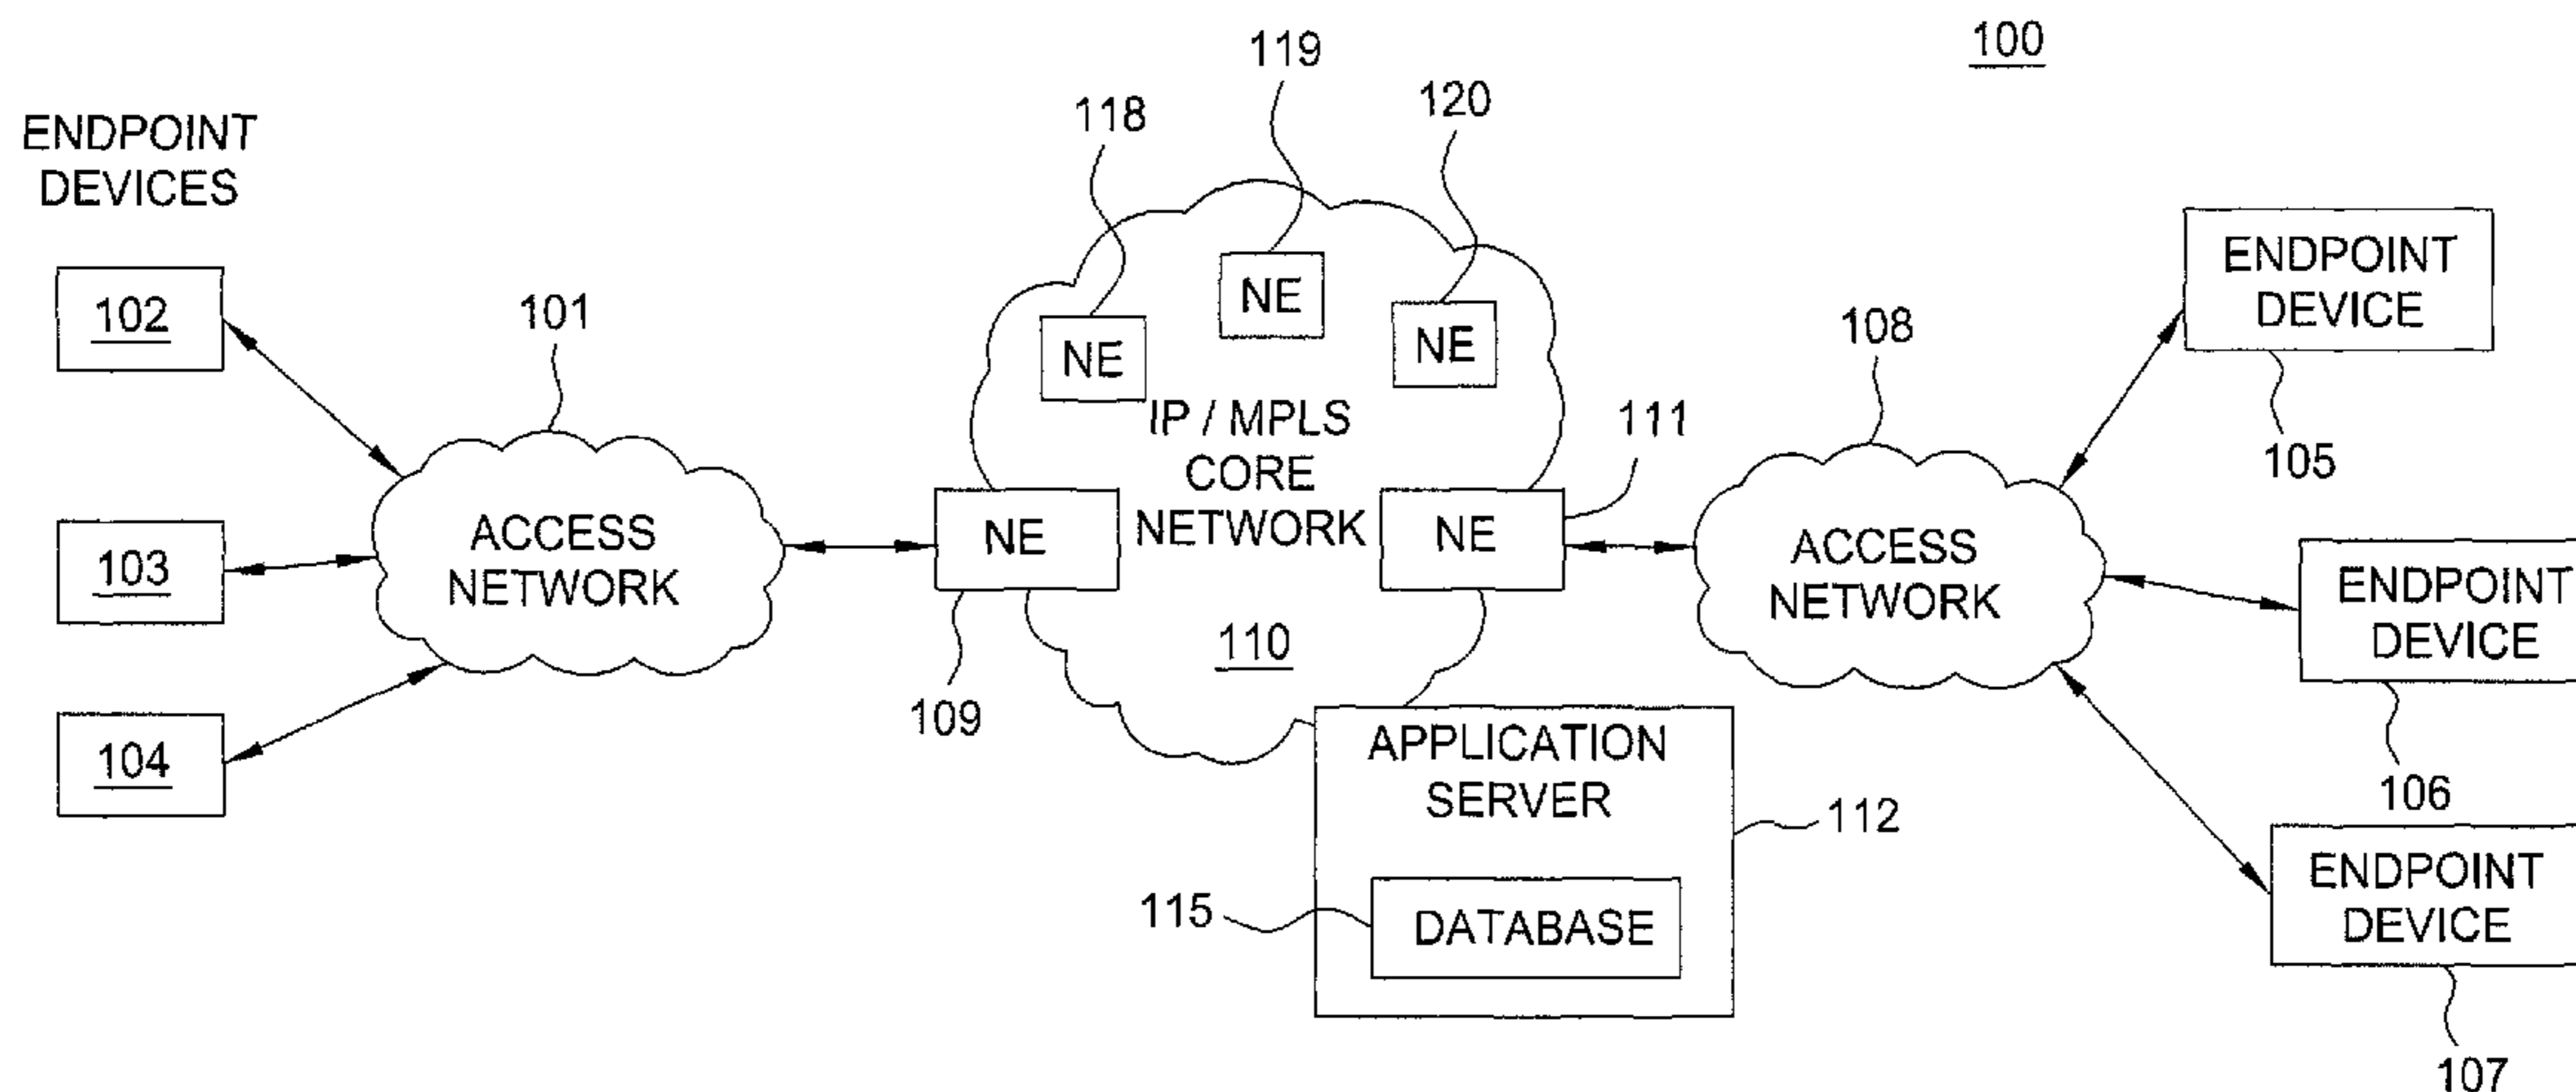 100
119
118
120
ENDPOINT
DEVICES
102
103
104
101
ACCESS
NETWORK
NE
NE
NE
IP / MPLS
CORE
NETWORK
NE
109
NE
111
110
APPLICATION
SERVER
112
115
DATABASE
108
ACCESS
NETWORK
ENDPOINT
DEVICE
105
ENDPOINT
DEVICE
106
ENDPOINT
DEVICE
107